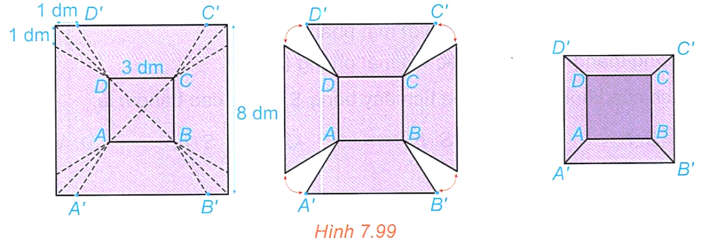 1 dm D' C'
1 dm
3 dm
D C
8 dm
A B
A' B'
D' C'
D C
A B
A' B'
D' C'
D C
A B
A' B'
Hình 7.99